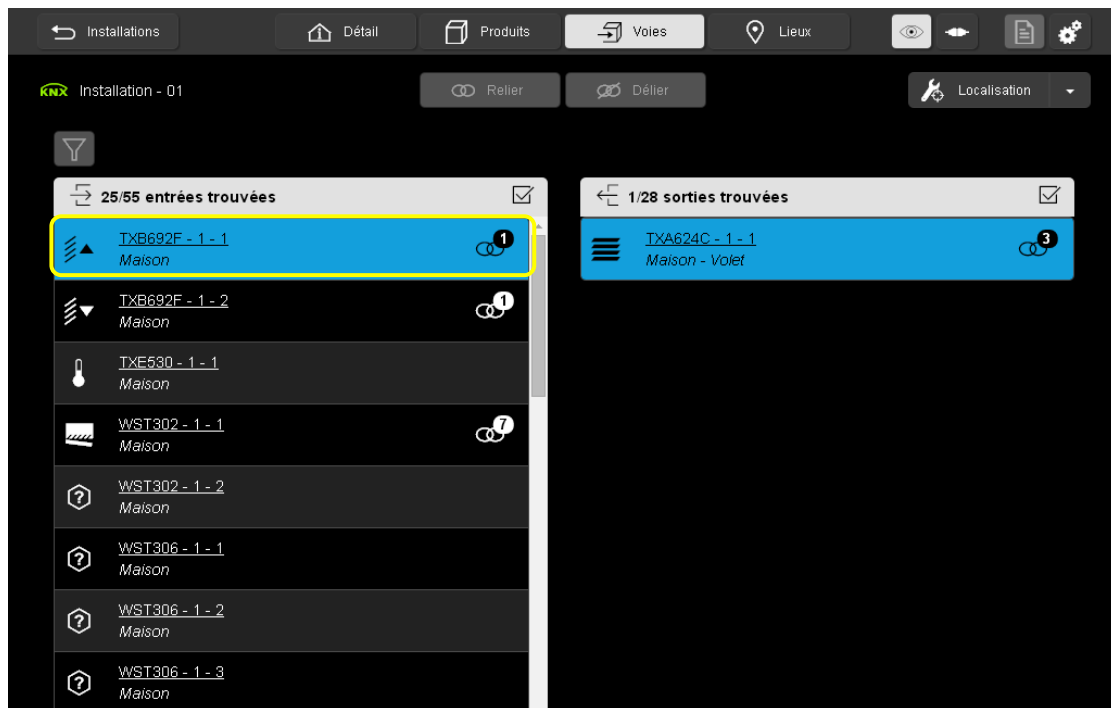 Installations
Détail
Produits
Voies
Lieux
KNX Installation - 01
Relier
Délier
Localisation
25/55 entrées trouvées
TXB692F - 1 - 1
1
Maison
TXB692F - 1 - 2
1
Maison
TXE530 - 1 - 1
Maison
WST302 - 1 - 1
7
Maison
WST302 - 1 - 2
Maison
WST306 - 1 - 1
Maison
WST306 - 1 - 2
Maison
WST306 - 1 - 3
Maison
1/28 sorties trouvées
TXA624C - 1 - 1
3
Maison - Volet